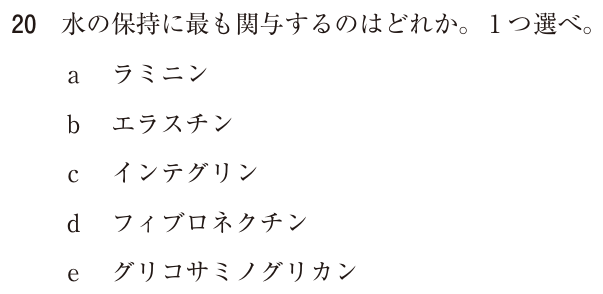 20 水の保持に最も関与するのはどれか。1つ選べ。
a ラミニン
b エラスチン
c インテグリン
d フィブロネクチン
e グリコサミノグリカン